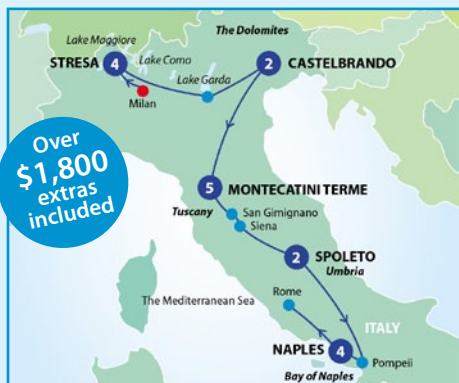 Lake Maggiore
The Dolomites
Lake Como
STRESA 4
2 CASTELBRANDO
Lake Garda
Milan
Over
$1,800
extras
included
5 MONTECATINI TERME
Tuscany
San Gimignano
Siena
2 SPOLETO
Umbria
Rome
The Mediterranean Sea
ITALY
NAPLES 4
Pompeii
Bay of Naples